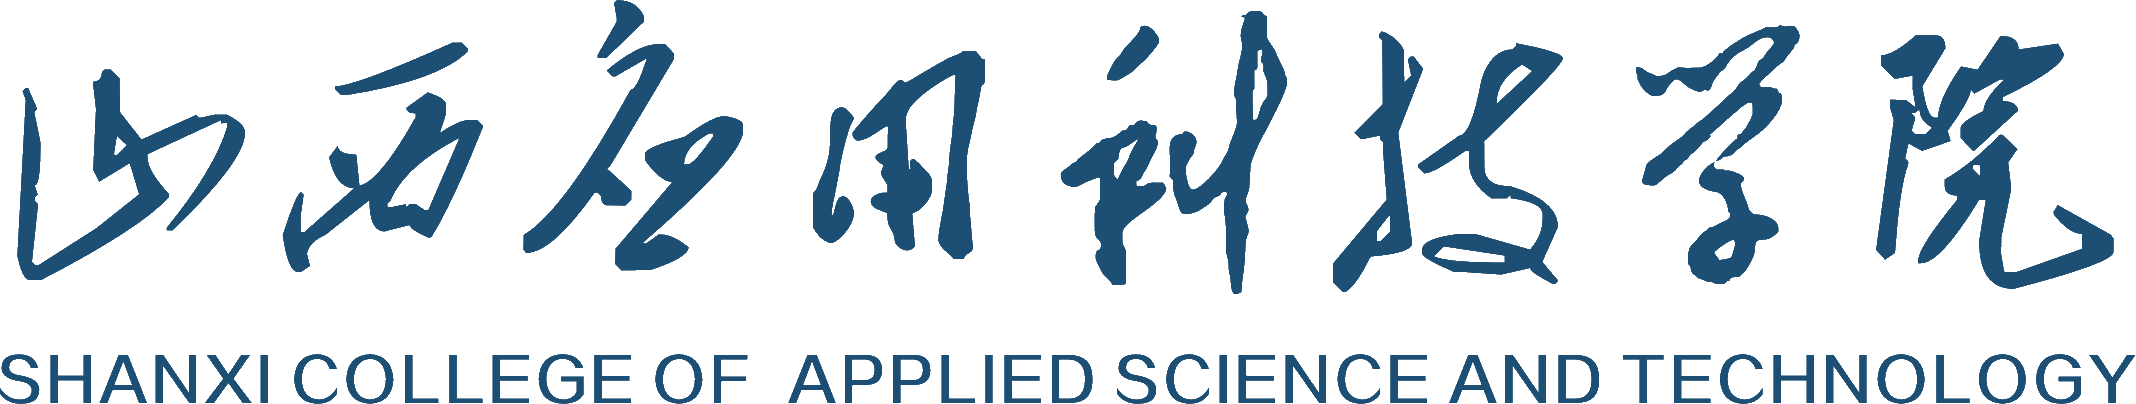 山西应用科技学院
SHANXI COLLEGE OF APPLIED SCIENCE AND TECHNOLOGY